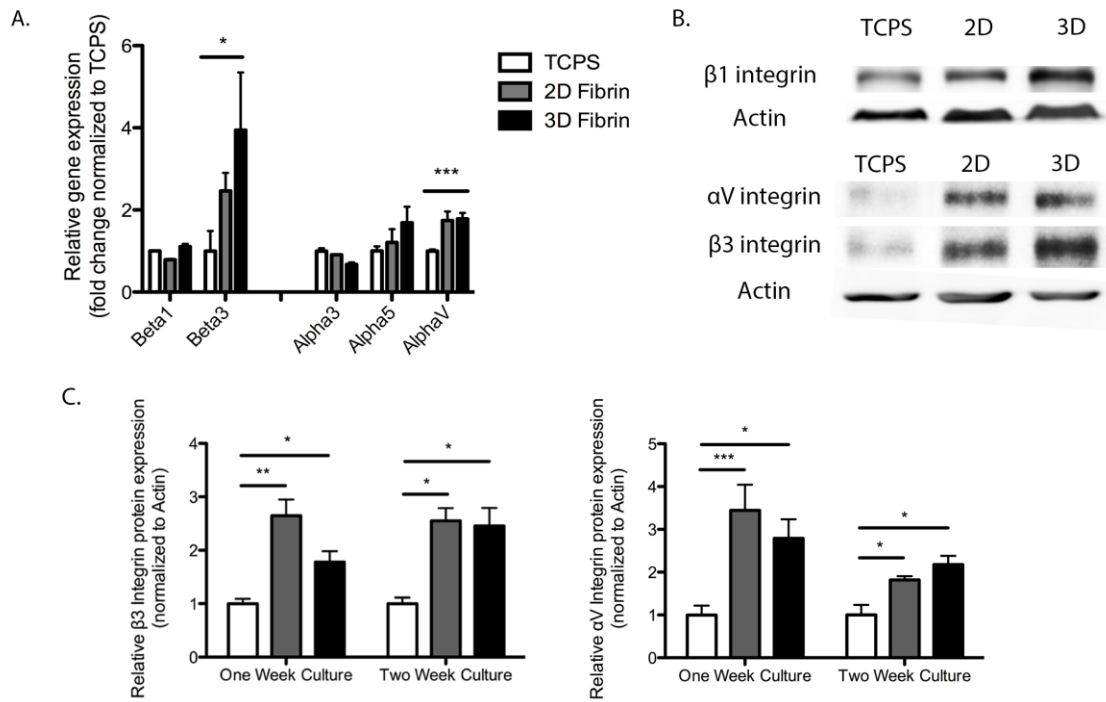 A.
Relative gene expression
(fold change normalized to TCPS)
6
4
2
0
*
***
Beta1
Beta3
Alpha3
Alpha5
AlphaV
TCPS
2D Fibrin
3D Fibrin
B.
TCPS 2D 3D
β1 integrin
Actin
TCPS 2D 3D
αV integrin
β3 integrin
Actin
C.
Relative β3 Integrin protein expression
(normalized to Actin)
4
3
2
1
0
*
**
*
*
One Week Culture
Two Week Culture
Relative αV Integrin protein expression
(normalized to Actin)
5
4
3
2
1
0
*
***
*
*
One Week Culture
Two Week Culture